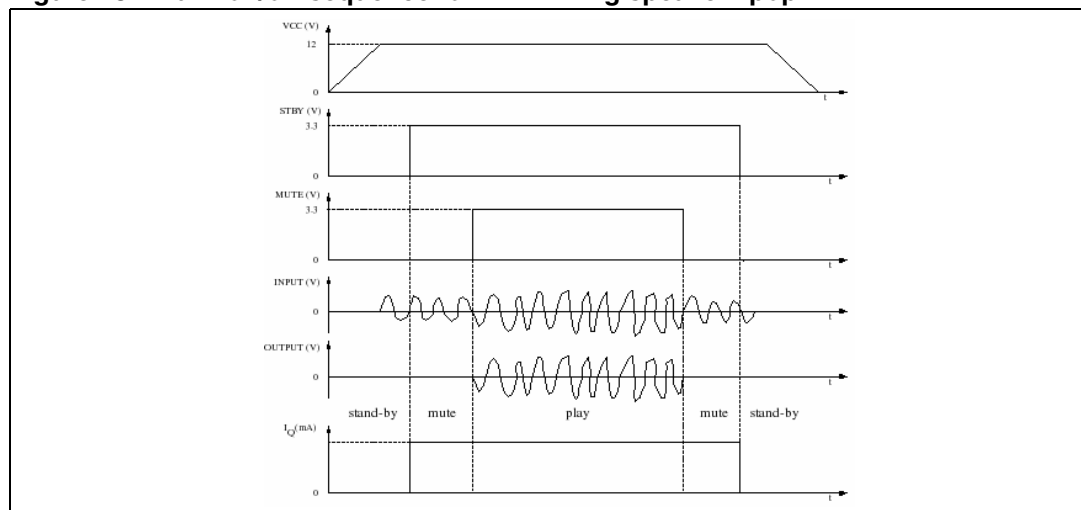 VCC (V)
12
0
t
STBY (V)
3.3
0
t
MUTE (V)
3.3
0
t
INPUT (V)
0
t
OUTPUT (V)
0
t
stand-by mute play mute stand-by
IQ(mA)
0
t